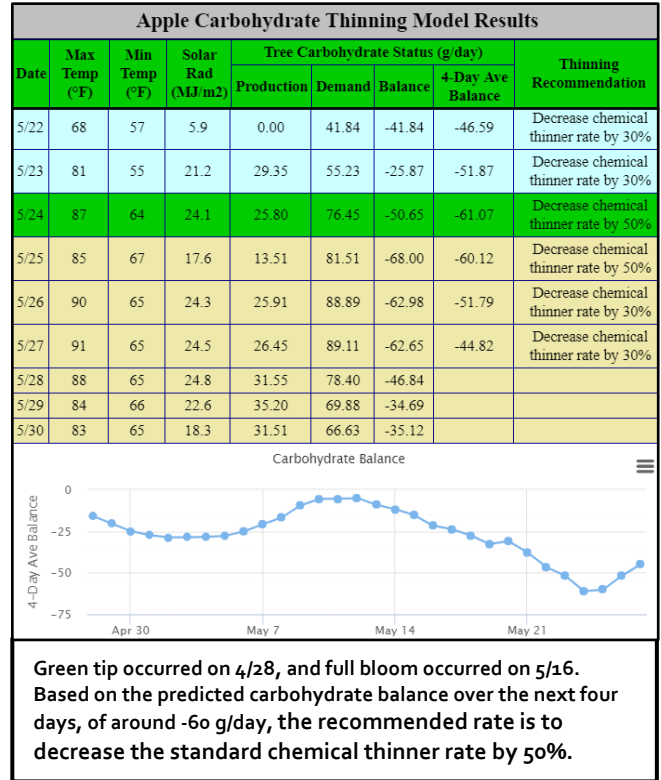 Apple Carbohydrate Thinning Model Results
Date Max Temp (°F) Min Temp (°F) Solar Rad (MJ/m2) Tree Carbohydrate Status (g/day) Thinning Recommendation
Production Demand Balance 4-Day Ave Balance
5/22 68 57 5.9 0.00 41.84 -41.84 -46.59 Decrease chemical thinner rate by 30%
5/23 81 55 21.2 29.35 55.23 -25.87 -51.87 Decrease chemical thinner rate by 30%
5/24 87 64 24.1 25.80 76.45 -50.65 -61.07 Decrease chemical thinner rate by 50%
5/25 85 67 17.6 13.51 81.51 -68.00 -60.12 Decrease chemical thinner rate by 50%
5/26 90 65 24.3 25.91 88.89 -62.98 -51.79 Decrease chemical thinner rate by 30%
5/27 91 65 24.5 26.45 89.11 -62.65 -44.82 Decrease chemical thinner rate by 30%
5/28 88 65 24.8 31.55 78.40 -46.84
5/29 84 66 22.6 35.20 69.88 -34.69
5/30 83 65 18.3 31.51 66.63 -35.12
Carbohydrate Balance
4-Day Ave Balance
0
-25
-50
-75
Apr 30 May 7 May 14 May 21
Green tip occurred on 4/28, and full bloom occurred on 5/16.
Based on the predicted carbohydrate balance over the next four
days, of around -60 g/day, the recommended rate is to
decrease the standard chemical thinner rate by 50%.